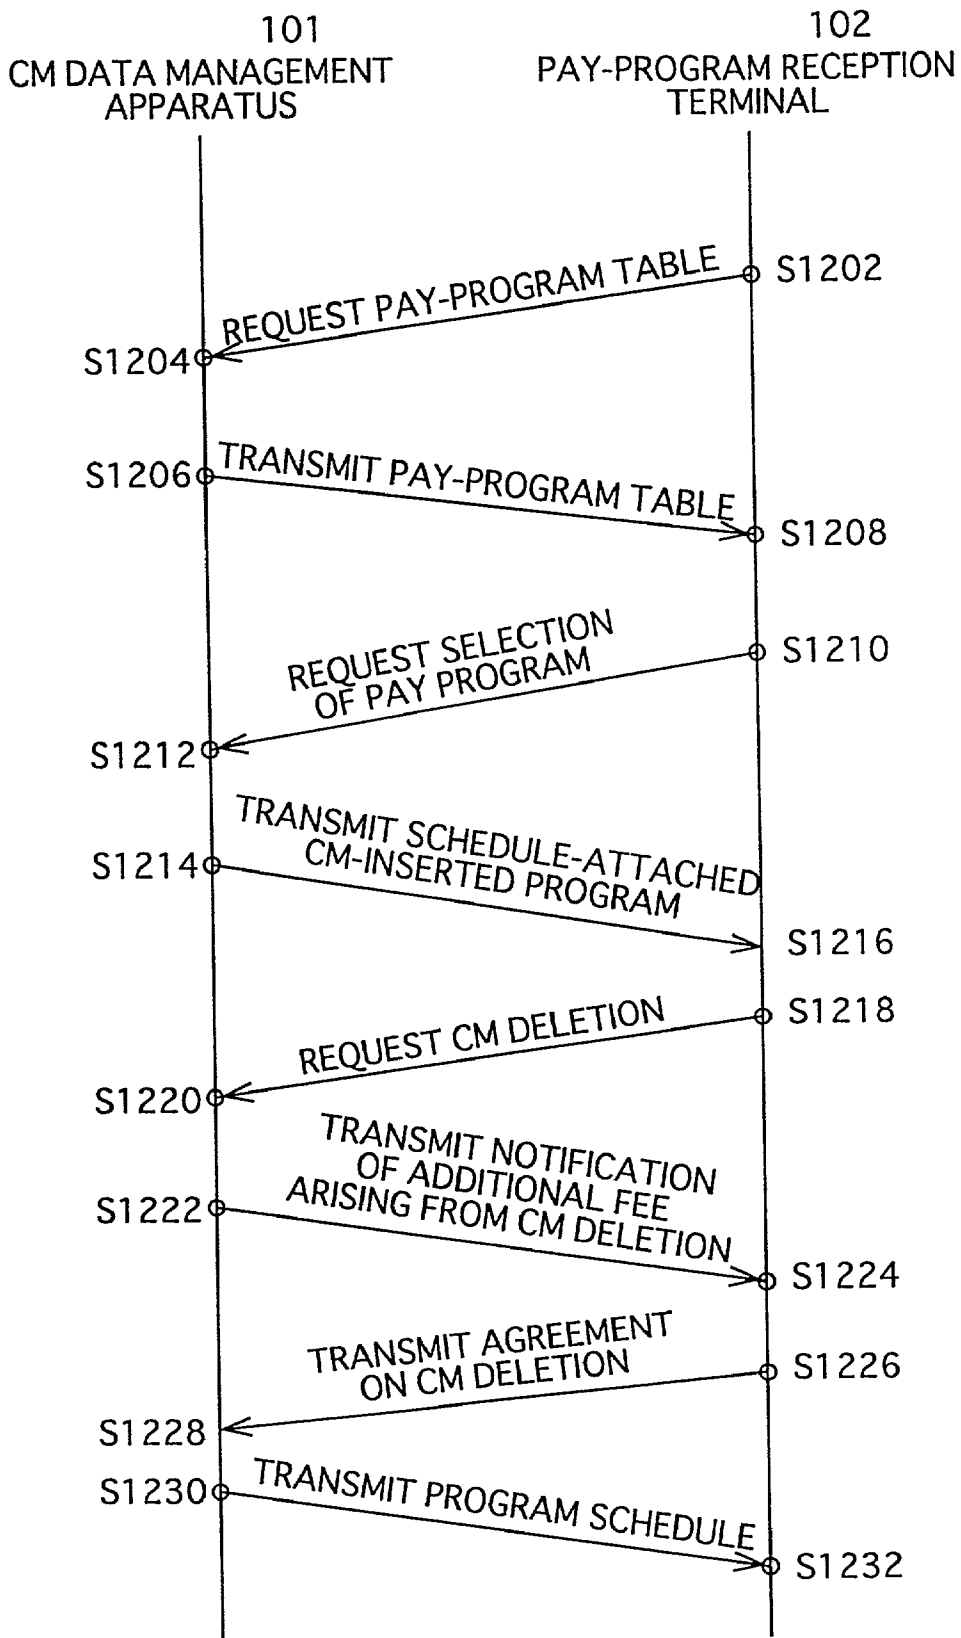 101
CM DATA MANAGEMENT
APPARATUS
102
PAY-PROGRAM RECEPTION
TERMINAL
REQUEST PAY-PROGRAM TABLE
S1202
S1204
S1206
TRANSMIT PAY-PROGRAM TABLE
S1208
REQUEST SELECTION
OF PAY PROGRAM
S1210
S1212
TRANSMIT SCHEDULE-ATTACHED
CM-INSERTED PROGRAM
S1214
S1216
REQUEST CM DELETION
S1218
S1220
TRANSMIT NOTIFICATION
OF ADDITIONAL FEE
ARISING FROM CM DELETION
S1222
S1224
TRANSMIT AGREEMENT
ON CM DELETION
S1226
S1228
S1230
TRANSMIT PROGRAM SCHEDULE
S1232